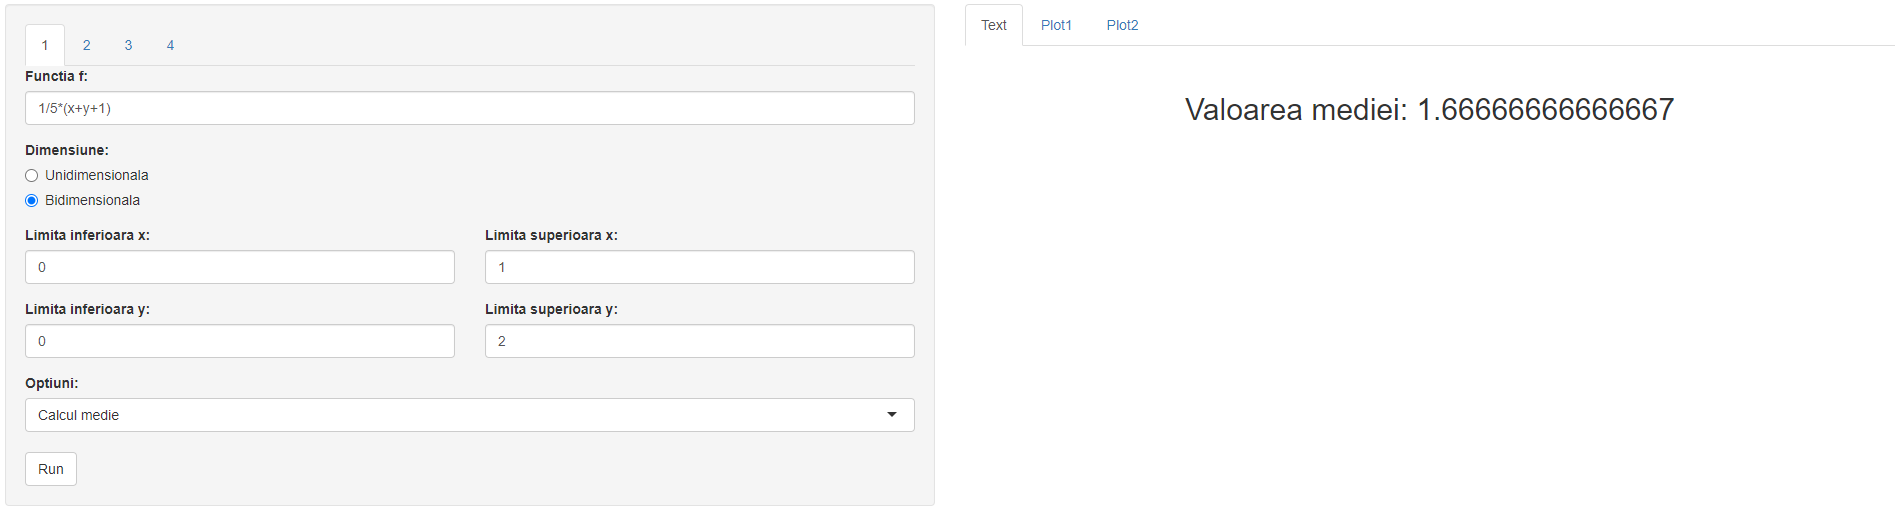 1 2 3 4
Functia f:
1/5*(x+y+1)
Dimensiune:
Unidimensionala
Bidimensionala
Limita inferioara x: Limita superioara x:
0 1
Limita inferioara y: Limita superioara y:
0 2
Optiuni:
Calcul medie
Run
Text Plot1 Plot2
Valoarea mediei: 1.66666666666667